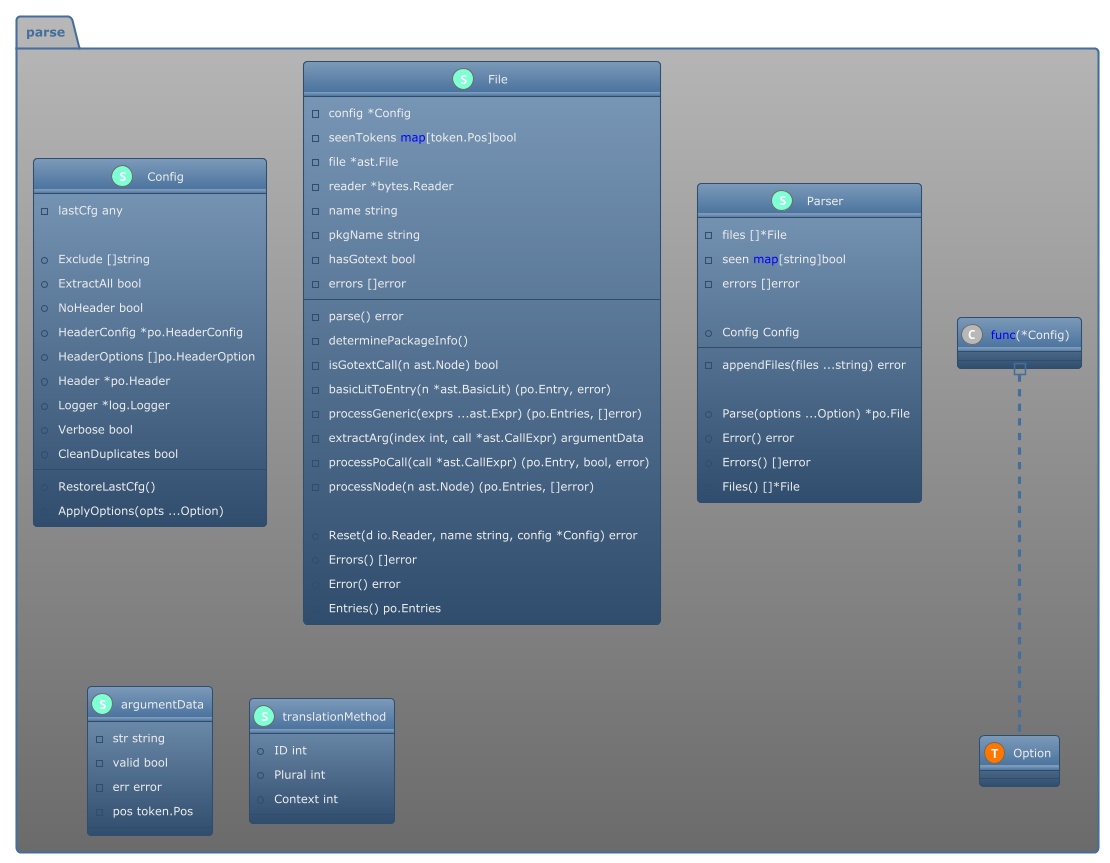 parse
S File
config *Config
seenTokens map[token.Pos]bool
file *ast.File
reader *bytes.Reader
name string
pkgName string
hasGotext bool
errors []error
parse() error
determinePackageInfo()
isGotextCall(n ast.Node) bool
basicLitToEntry(n *ast.BasicLit) (po.Entry, error)
processGeneric(exprs ...ast.Expr) (po.Entries, []error)
extractArg(index int, call *ast.CallExpr) argumentData
processPoCall(call *ast.CallExpr) (po.Entry, bool, error)
processNode(n ast.Node) (po.Entries, []error)
Reset(d io.Reader, name string, config *Config) error
Errors() []error
Error() error
Entries() po.Entries
S Config
lastCfg any
Exclude []string
ExtractAll bool
NoHeader bool
HeaderConfig *po.HeaderConfig
HeaderOptions []po.HeaderOption
Header *po.Header
Logger *log.Logger
Verbose bool
CleanDuplicates bool
RestoreLastCfg()
ApplyOptions(opts ...Option)
S Parser
files []*File
seen map[string]bool
errors []error
Config Config
appendFiles(files ...string) error
Parse(options ...Option) *po.File
Error() error
Errors() []error
Files() []*File
C func(*Config)
S argumentData
str string
valid bool
err error
pos token.Pos
S translationMethod
ID int
Plural int
Context int
T Option